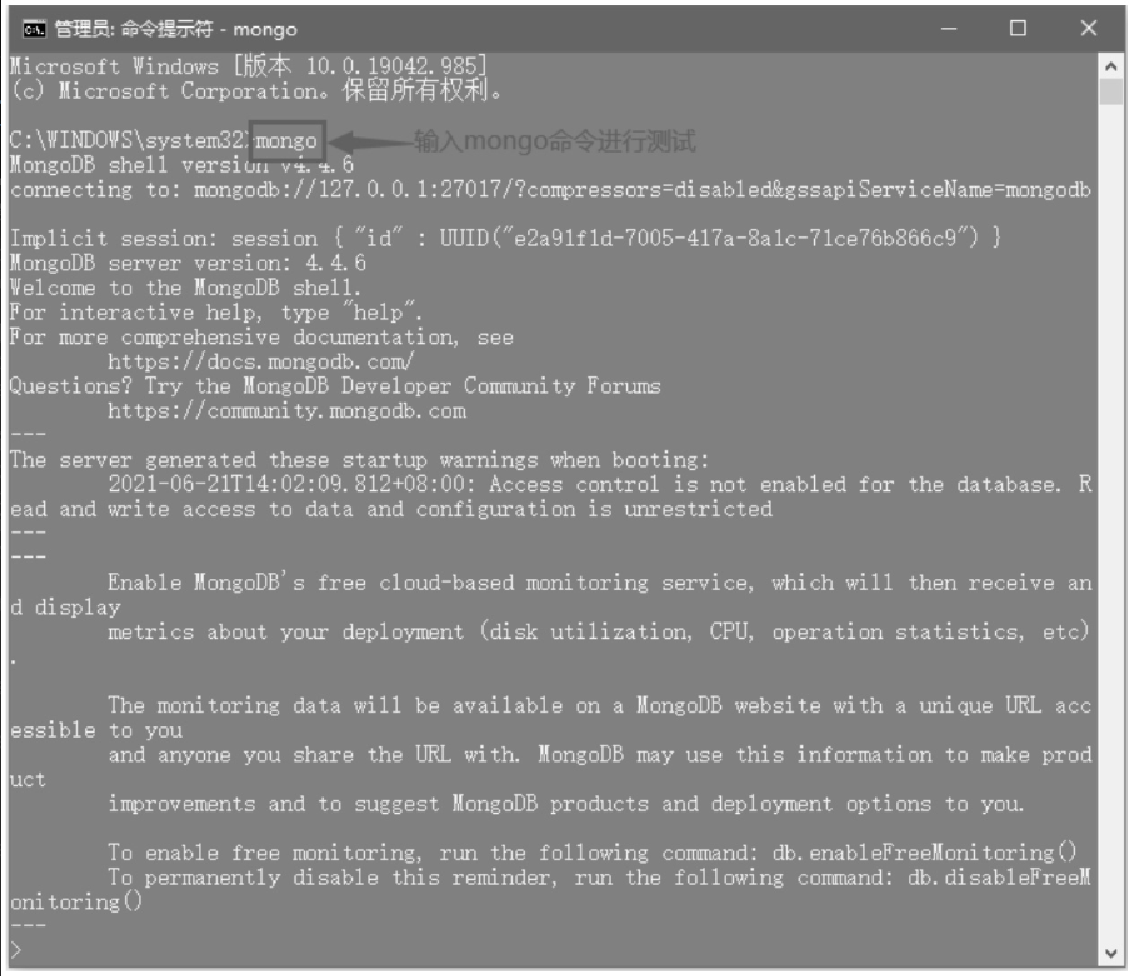 管理员: 命令提示符 - mongo
Microsoft Windows [版本 10.0.19042.985]
(c) Microsoft Corporation。保留所有权利。
C:\WINDOWS\system32>mongo 输入mongo命令进行测试
MongoDB shell version v4.4.6
connecting to: mongodb://127.0.0.1:27017/?compressors=disabled&gssapiServiceName=mongodb
Implicit session: session { "id" : UUID("e2a91f1d-7005-417a-8a1c-71ce76b866c9") }
MongoDB server version: 4.4.6
Welcome to the MongoDB shell.
For interactive help, type "help".
For more comprehensive documentation, see
https://docs.mongodb.com/
Questions? Try the MongoDB Developer Community Forums
https://community.mongodb.com
---
The server generated these startup warnings when booting:
2021-06-21T14:02:09.812+08:00: Access control is not enabled for the database. R
ead and write access to data and configuration is unrestricted
---
---
Enable MongoDB's free cloud-based monitoring service, which will then receive an
d display
metrics about your deployment (disk utilization, CPU, operation statistics, etc)
.
The monitoring data will be available on a MongoDB website with a unique URL acc
essible to you
and anyone you share the URL with. MongoDB may use this information to make prod
uct
improvements and to suggest MongoDB products and deployment options to you.
To enable free monitoring, run the following command: db.enableFreeMonitoring()
To permanently disable this reminder, run the following command: db.disableFreeM
onitoring()
---
>